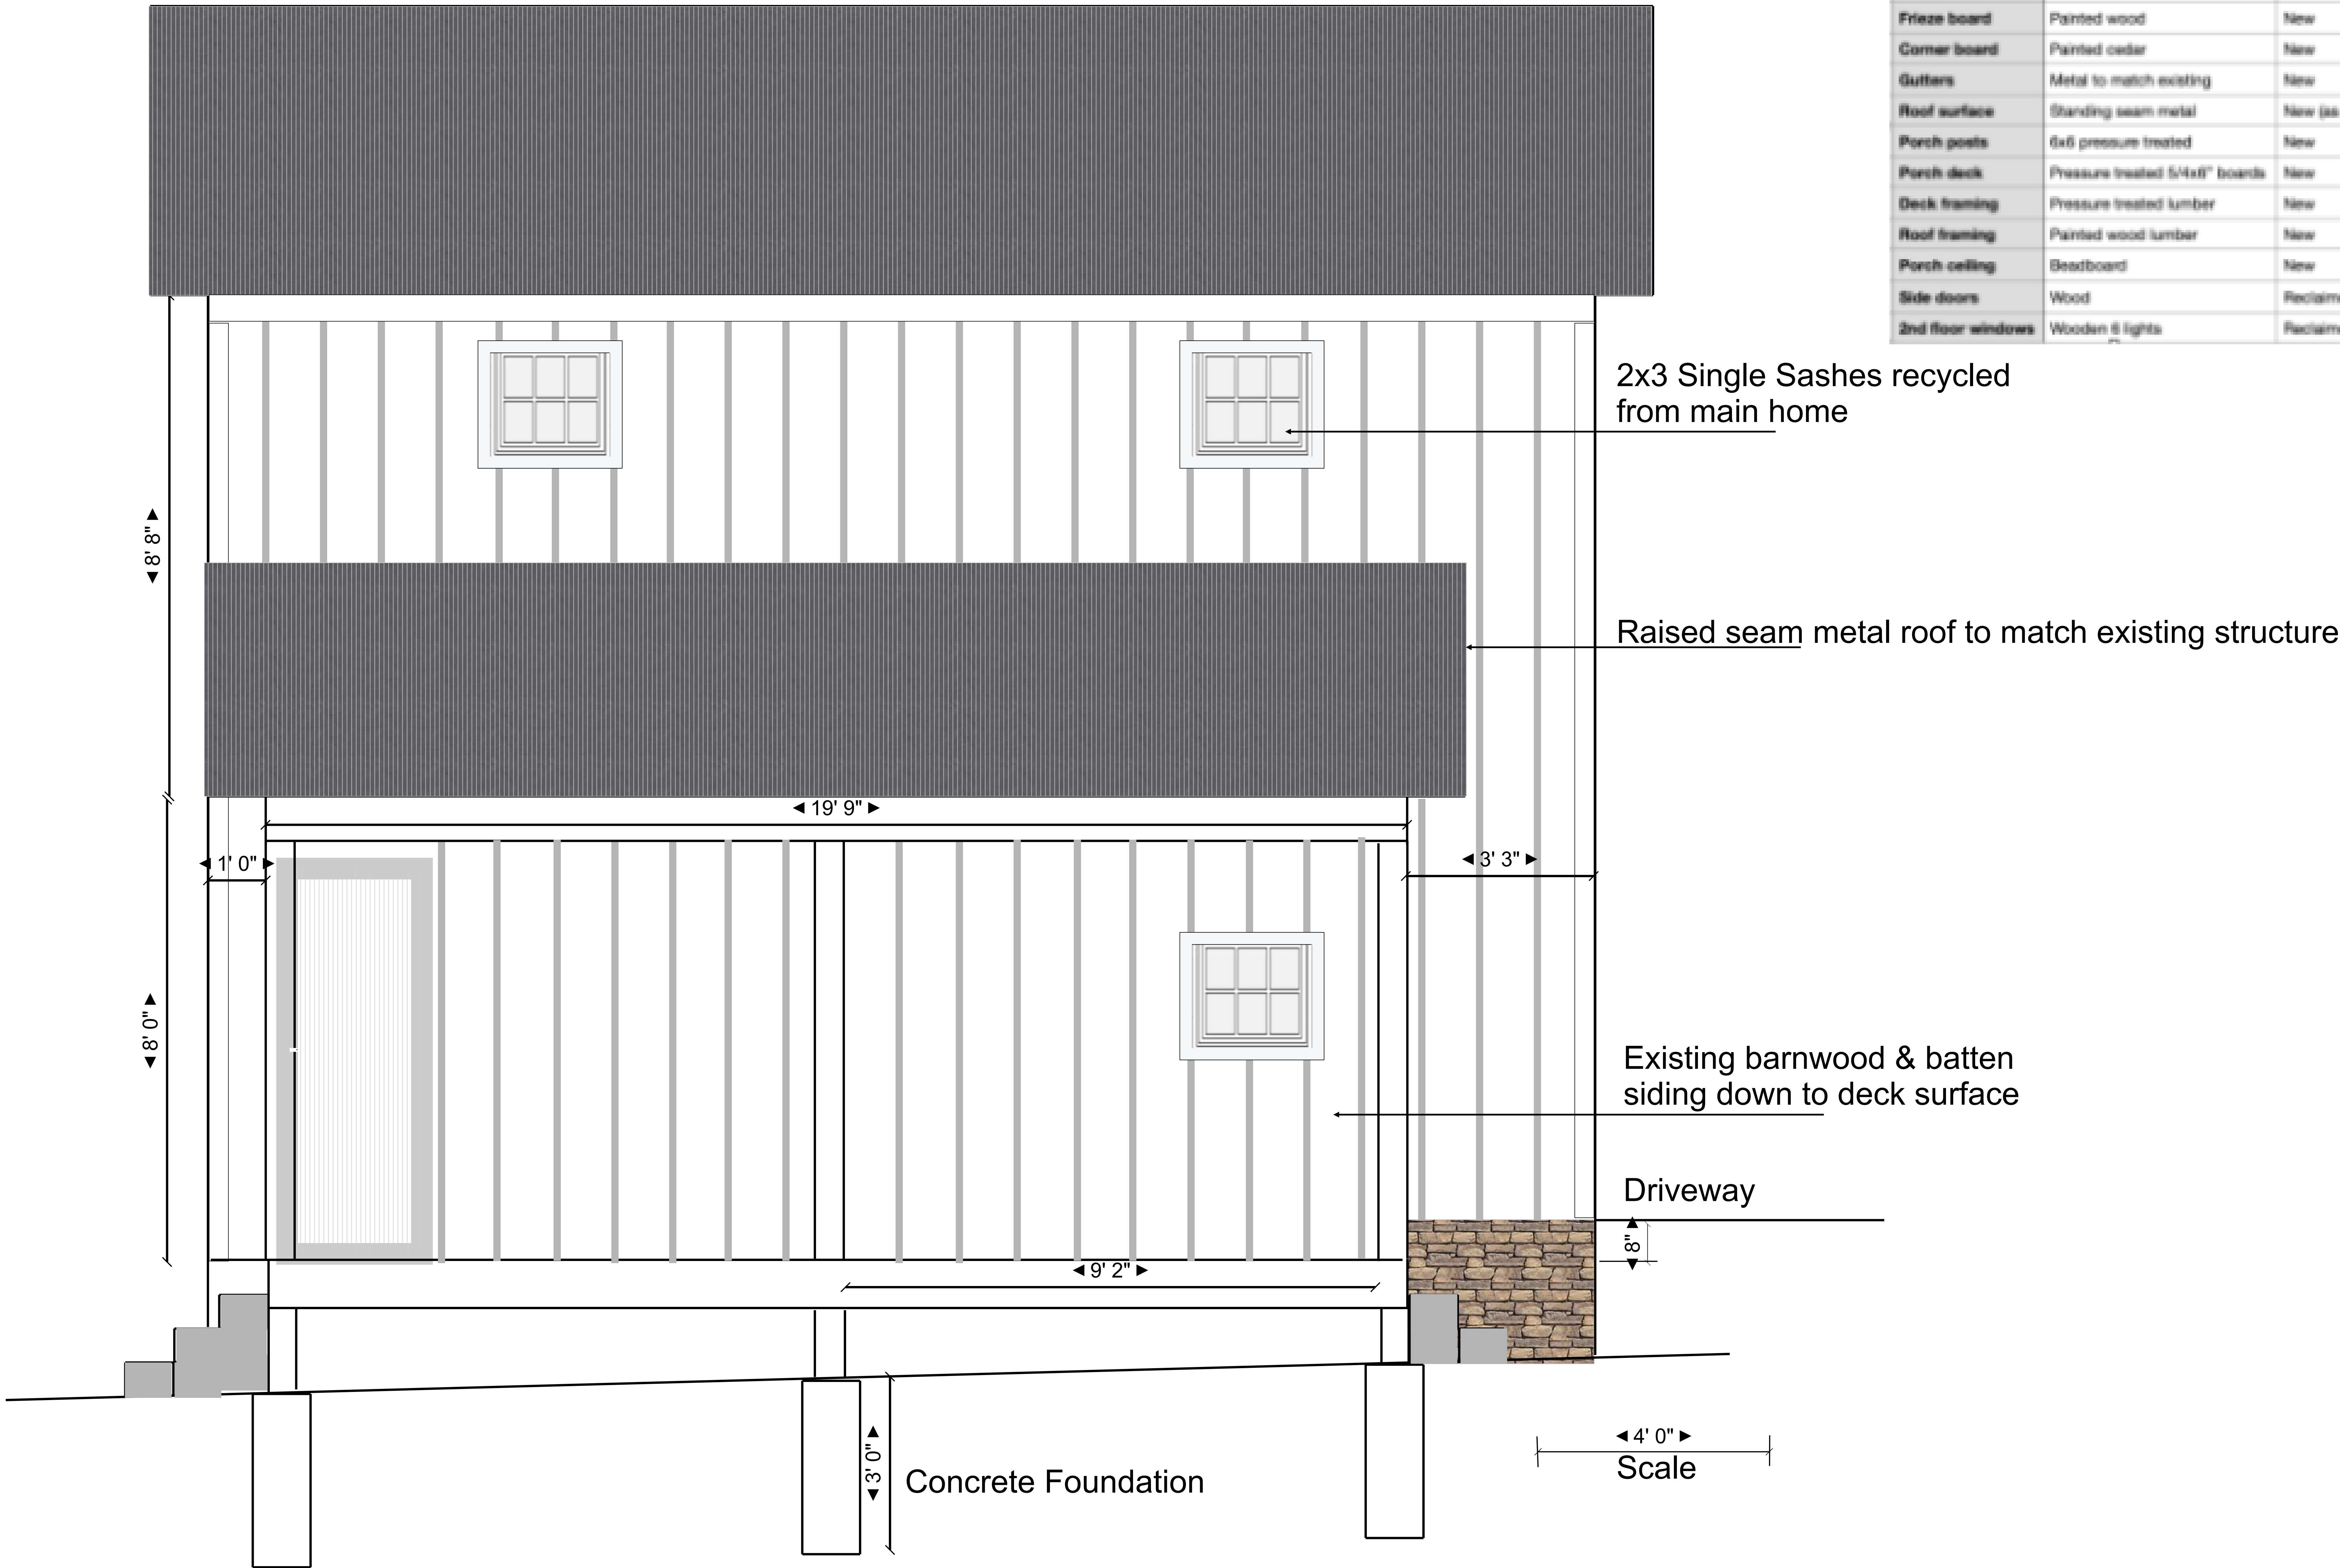 Frieze board Painted wood New
Corner board Painted cedar New
Gutters Metal to match existing New
Roof surface Standing seam metal New (as
Porch posts 6x6 pressure treated New
Porch deck Pressure treated 5/4x6" boards New
Deck framing Pressure treated lumber New
Roof framing Painted wood lumber New
Porch ceiling Beadboard New
Side doors Wood
2nd floor windows Wooden 6 lights
2x3 Single Sashes recycled
from main home
8' 8"
Raised seam metal roof to match existing structure
19' 9"
1' 0"
3' 3"
8' 0"
Existing barnwood & batten
siding down to deck surface
Driveway
8"
9' 2"
4' 0"
Scale
3' 0"
Concrete Foundation